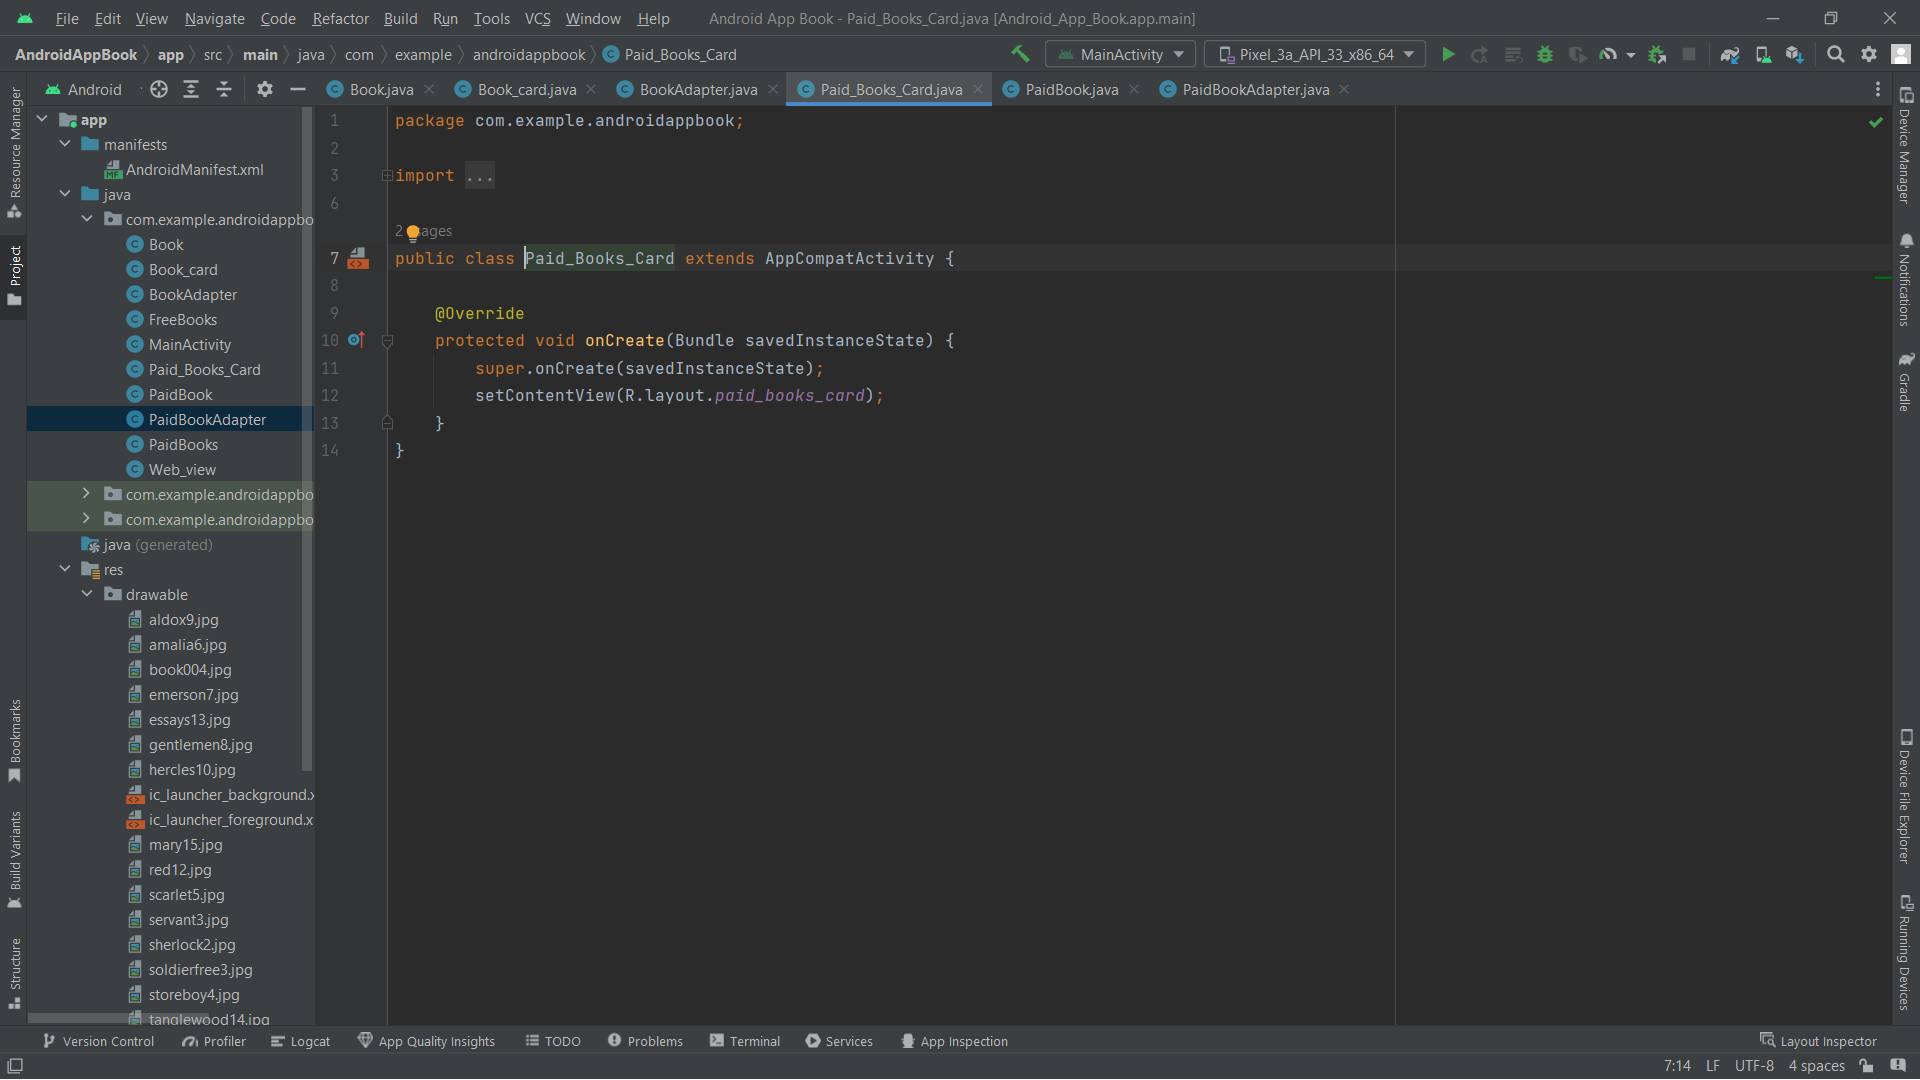 File Edit View Navigate Code Refactor Build Run Tools VCS Window Help Android App Book - Paid_Books_Card.java [Android_App_Book.app.main]
AndroidAppBook app src main java com example androidappbook Paid_Books_Card MainActivity Pixel_3a_API_33_x86_64
Android Book.java Book_card.java BookAdapter.java Paid_Books_Card.java PaidBook.java PaidBookAdapter.java
Resource Manager
Project
Bookmarks
Build Variants
Structure
app
manifests
AndroidManifest.xml
java
com.example.androidappbo
Book
Book_card
BookAdapter
FreeBooks
MainActivity
Paid_Books_Card
PaidBook
PaidBookAdapter
PaidBooks
Web_view
com.example.androidappbo
com.example.androidappbo
java (generated)
res
drawable
aldox9.jpg
amalia6.jpg
book004.jpg
emerson7.jpg
essays13.jpg
gentlemen8.jpg
hercles10.jpg
ic_launcher_background.x
ic_launcher_foreground.x
mary15.jpg
red12.jpg
scarlet5.jpg
servant3.jpg
sherlock2.jpg
soldierfree3.jpg
storeboy4.jpg
tanglewood14.jpg
1 package com.example.androidappbook;
2
3 import ...
6
2
7 public class Paid_Books_Card extends AppCompatActivity {
8
9 @Override
10 protected void onCreate(Bundle savedInstanceState) {
11 super.onCreate(savedInstanceState);
12 setContentView(R.layout.paid_books_card);
13 }
14 }
Device Manager
Notifications
Gradle
Device File Explorer
Running Devices
Version Control Profiler Logcat App Quality Insights TODO Problems Terminal Services App Inspection Layout Inspector
7:14 LF UTF-8 4 spaces